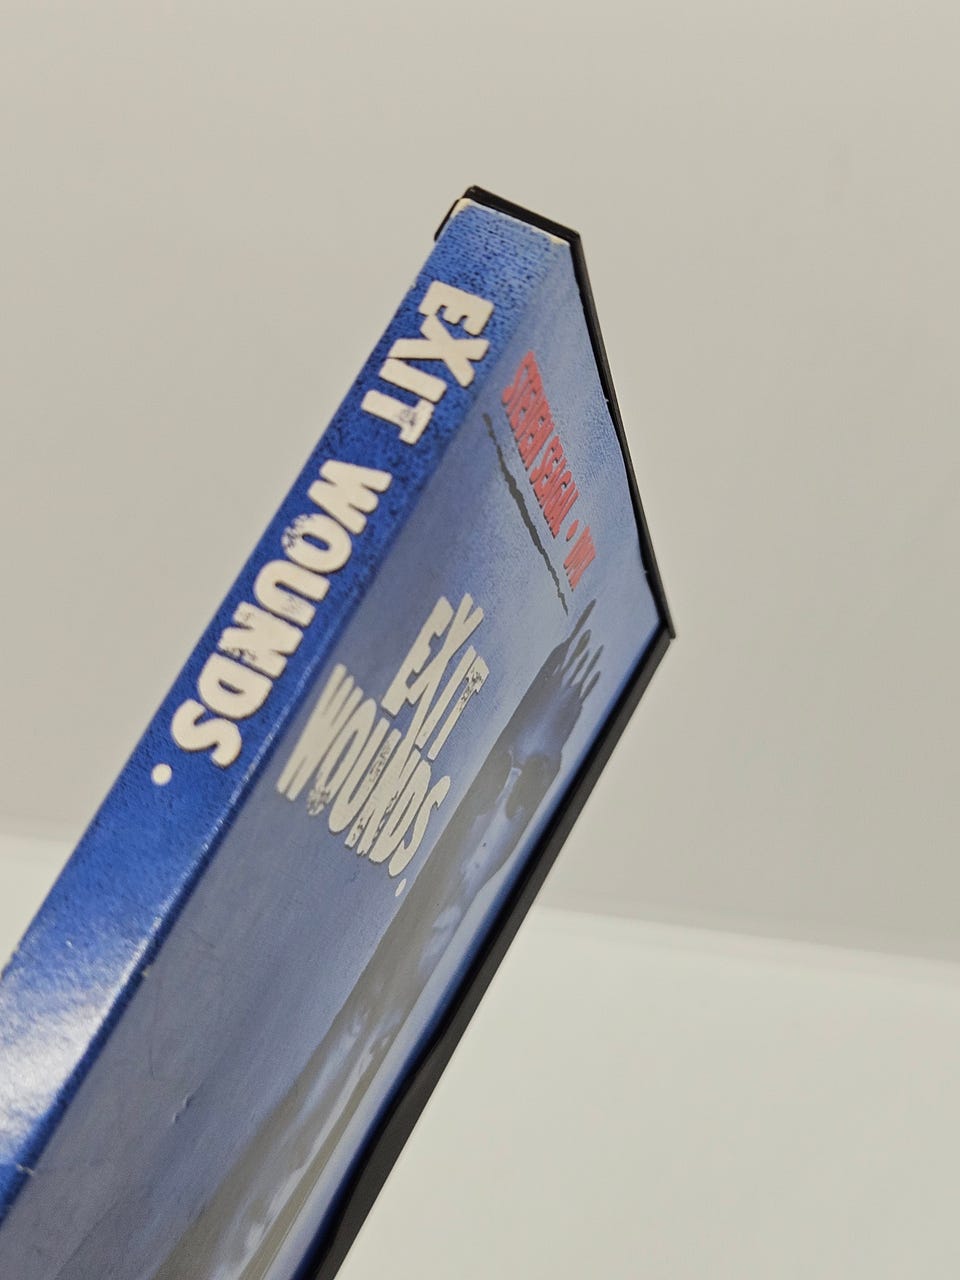 EXIT WOUNDS.
STEVEN SEAGAL • DMX
EXIT
WOUNDS.